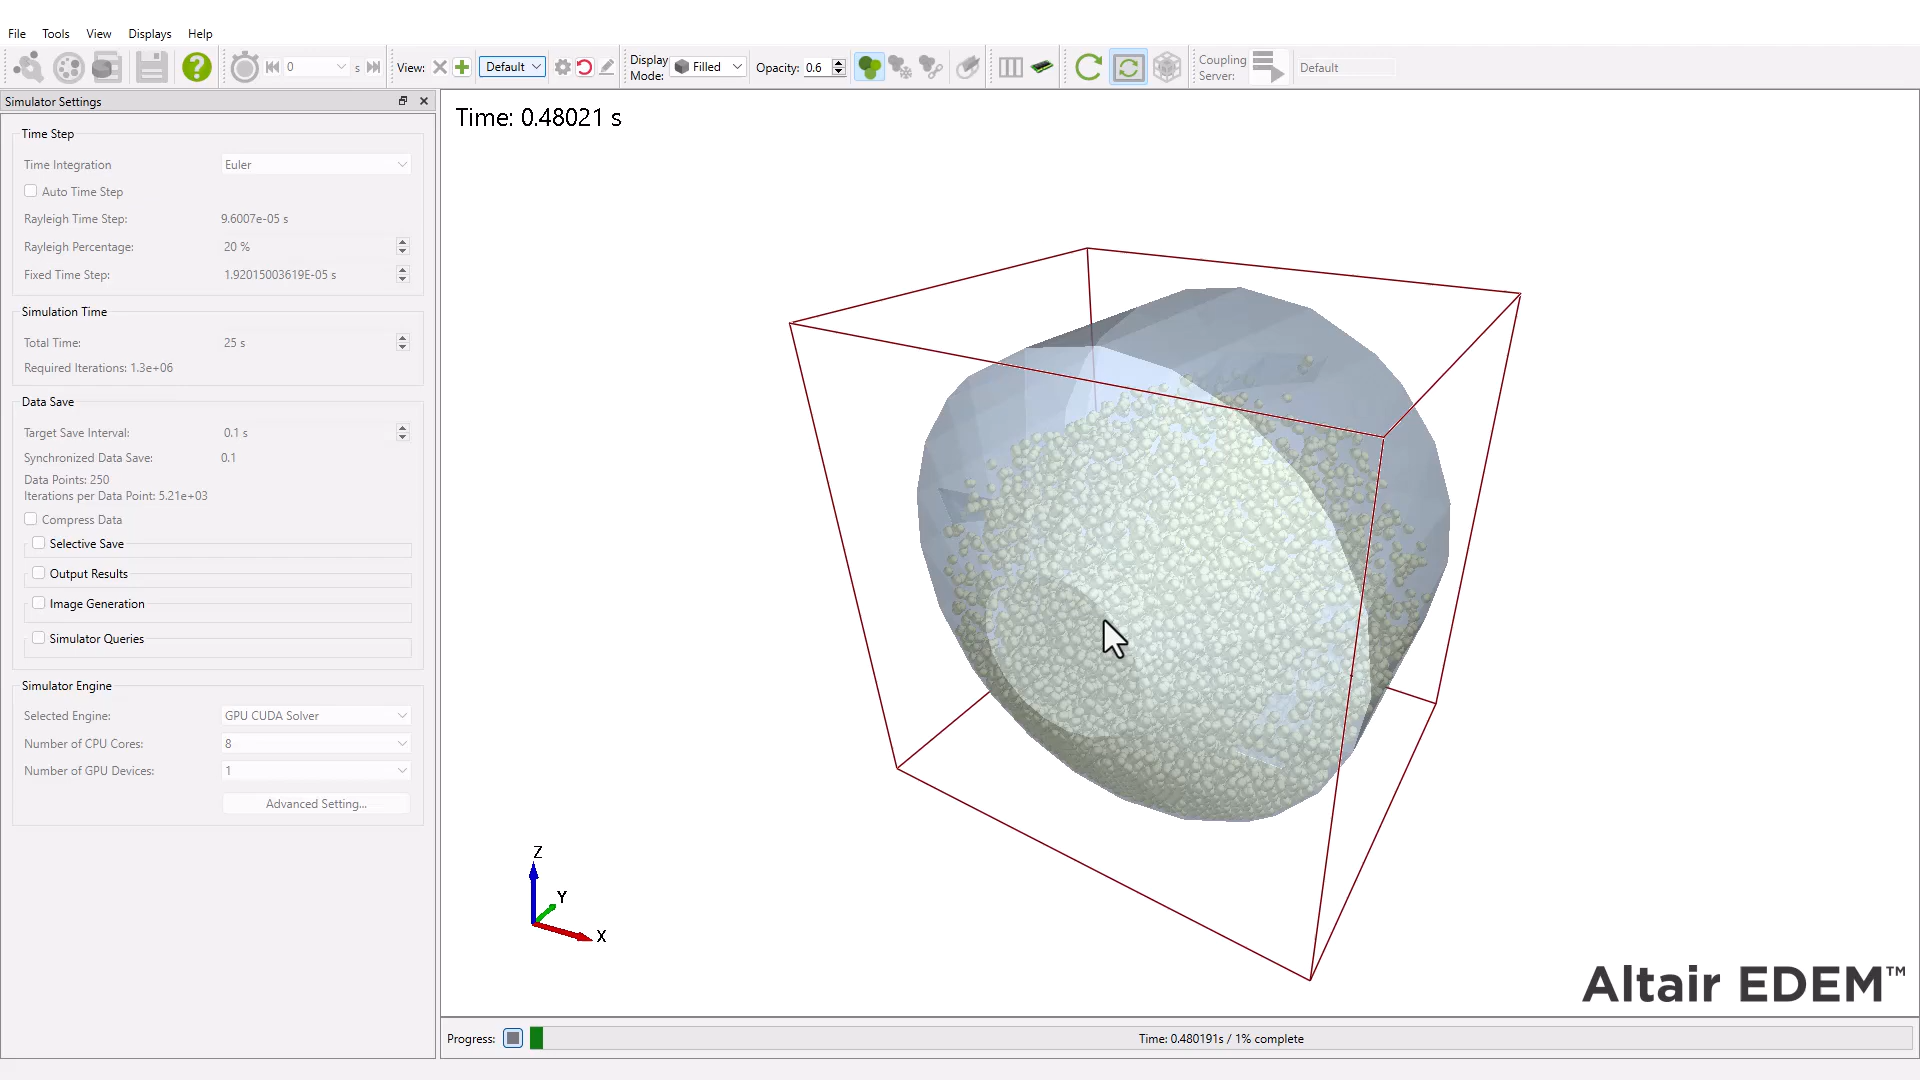 File Tools View Displays Help
0 s View: Default Display Mode: Filled Opacity: 0.6 Coupling Server: Default
Simulator Settings
Time: 0.48021 s
Time Step
Time Integration Euler
Auto Time Step
Rayleigh Time Step: 9.6007e-05 s
Rayleigh Percentage: 20 %
Fixed Time Step: 1.92015003619E-05 s
Simulation Time
Total Time: 25 s
Required Iterations: 1.3e+06
Data Save
Target Save Interval: 0.1 s
Synchronized Data Save: 0.1
Data Points: 250
Iterations per Data Point: 5.21e+03
Compress Data
Selective Save
Output Results
Image Generation
Simulator Queries
Simulator Engine
Selected Engine: GPU CUDA Solver
Number of CPU Cores: 8
Number of GPU Devices: 1
Advanced Setting...
Z
Y
X
Altair EDEM™
Progress: Time: 0.480191s / 1% complete